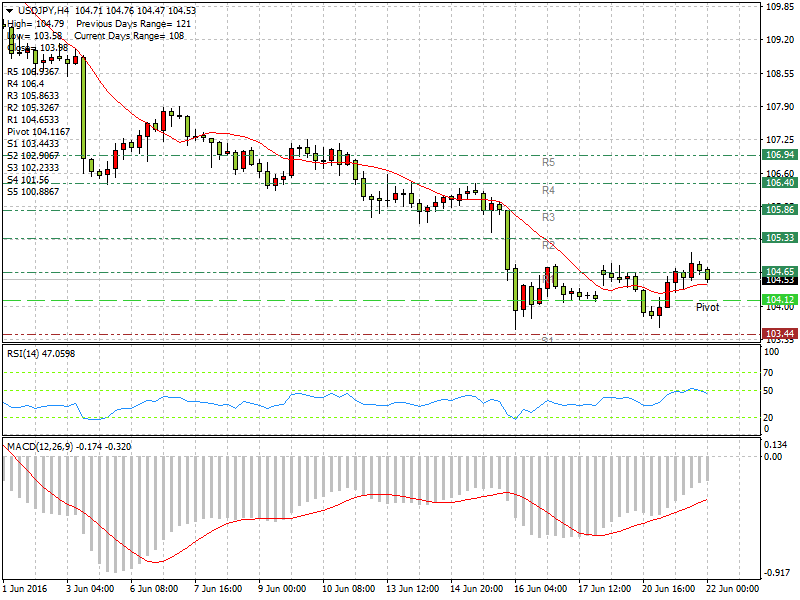 USDJPY,H4 104.71 104.76 104.47 104.53
High= 104.79 Previous Days Range= 121
Low= 103.58 Current Days Range= 108
Close= 103.98
R5 106.9367
R4 106.4
R3 105.8633
R2 105.3267
R1 104.6533
Pivot 104.1167
S1 103.4433
S2 102.9067
S3 102.2333
S4 101.56
S5 100.8867
R5
R4
R3
R2
S1
Pivot
109.85
109.20
108.55
107.90
107.25
106.94
106.60
106.40
105.86
105.33
104.65
104.53
104.12
104.00
103.44
103.35
RSI(14) 47.0598
100
70
50
20
0
MACD(12,26,9) -0.174 -0.320
0.134
0.00
-0.917
1 Jun 2016
3 Jun 04:00
6 Jun 08:00
7 Jun 16:00
9 Jun 00:00
10 Jun 08:00
13 Jun 12:00
14 Jun 20:00
16 Jun 04:00
17 Jun 12:00
20 Jun 16:00
22 Jun 00:00